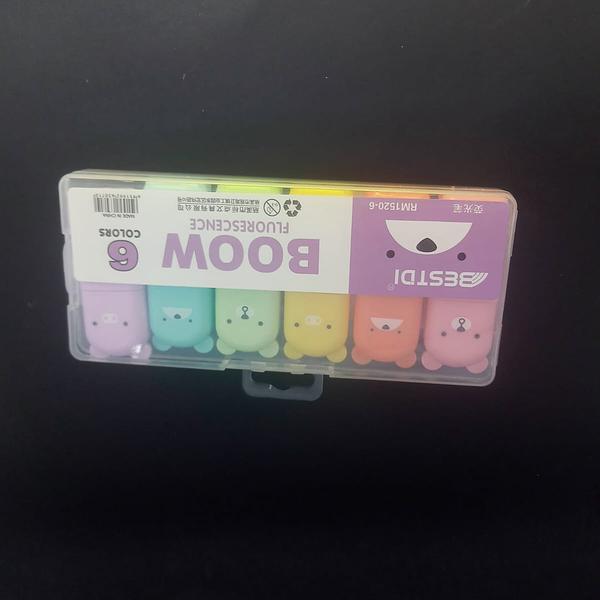 BESTDI®
荧光笔
RM1520-6
BOOW
FLUORESCENCE
6
COLORS
MADE IN CHINA